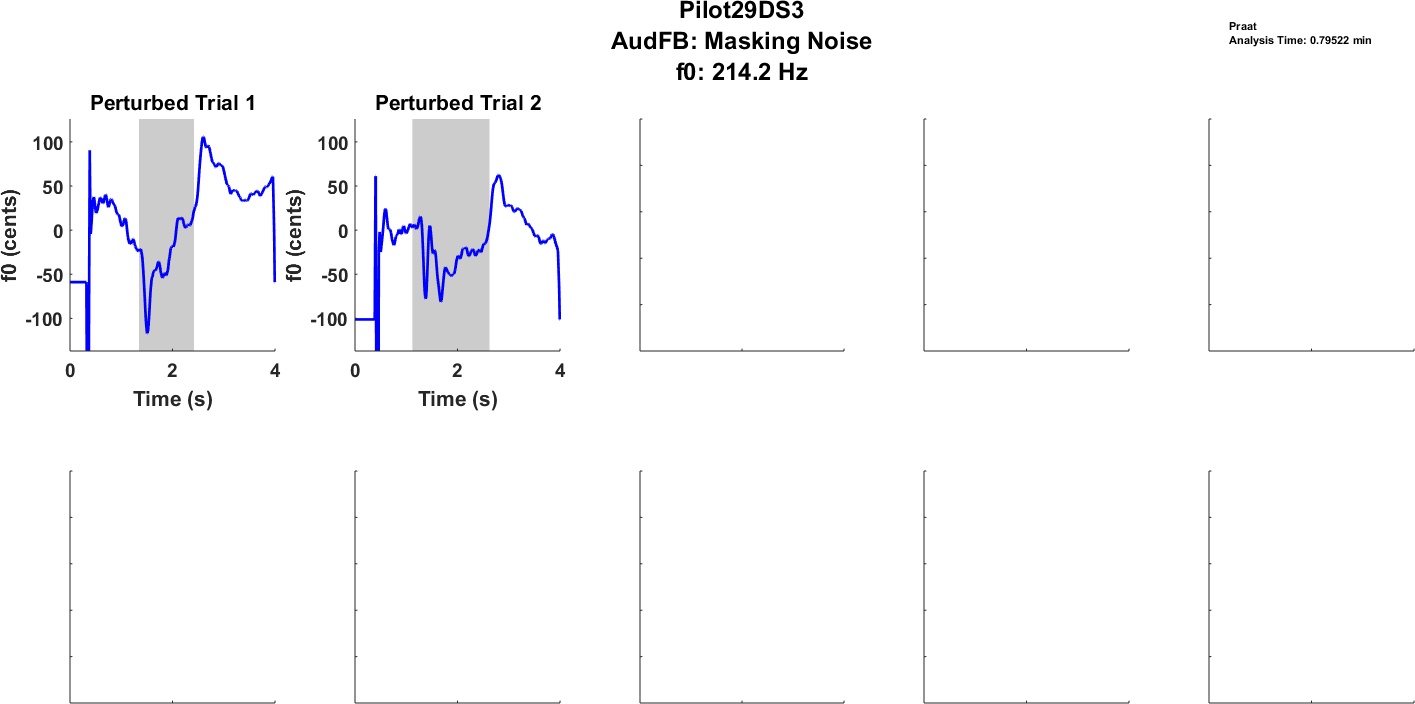 Pilot29DS3
AudFB: Masking Noise
f0: 214.2 Hz
Praat
Analysis Time: 0.79522 min
Perturbed Trial 1
Perturbed Trial 2
f0 (cents)
100
50
0
-50
-100
0 2 4
Time (s)
f0 (cents)
100
50
0
-50
-100
0 2 4
Time (s)